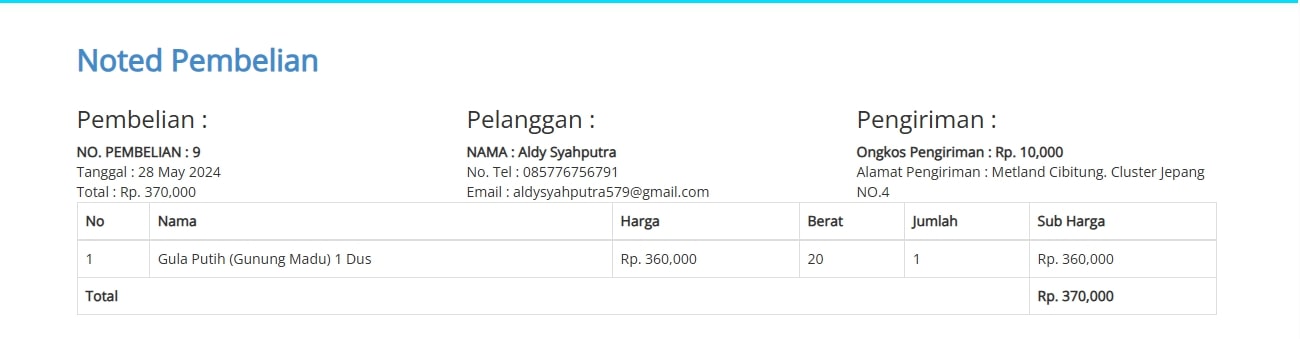 Noted Pembelian
Pembelian :
NO. PEMBELIAN : 9
Tanggal : 28 May 2024
Total : Rp. 370,000
Pelanggan :
NAMA : Aldy Syahputra
No. Tel : 085776756791
Email : aldysyahputra579@gmail.com
Pengiriman :
Ongkos Pengiriman : Rp. 10,000
Alamat Pengiriman : Metland Cibitung. Cluster Jepang
NO.4
No Nama Harga Berat Jumlah Sub Harga
1 Gula Putih (Gunung Madu) 1 Dus Rp. 360,000 20 1 Rp. 360,000
Total Rp. 370,000